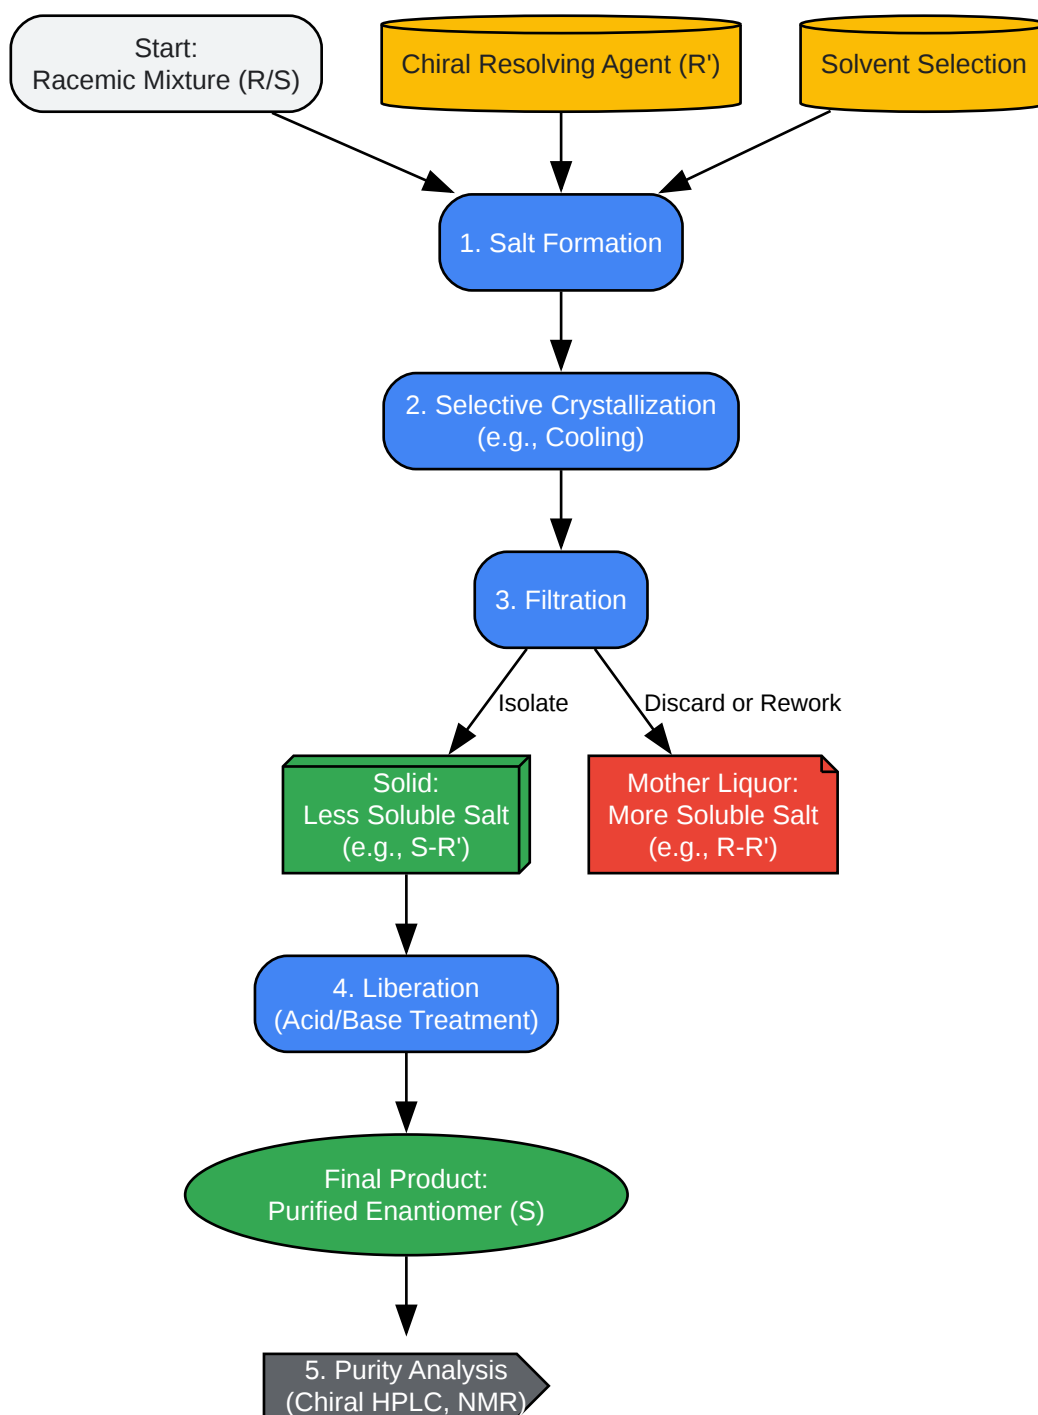 Start:
Racemic Mixture (R/S)
Chiral Resolving Agent (R')
Solvent Selection
1. Salt Formation
2. Selective Crystallization
(e.g., Cooling)
3. Filtration
Isolate
Discard or Rework
Solid:
Less Soluble Salt
(e.g., S-R')
Mother Liquor:
More Soluble Salt
(e.g., R-R')
4. Liberation
(Acid/Base Treatment)
Final Product:
Purified Enantiomer (S)
5. Purity Analysis
(Chiral HPLC, NMR)